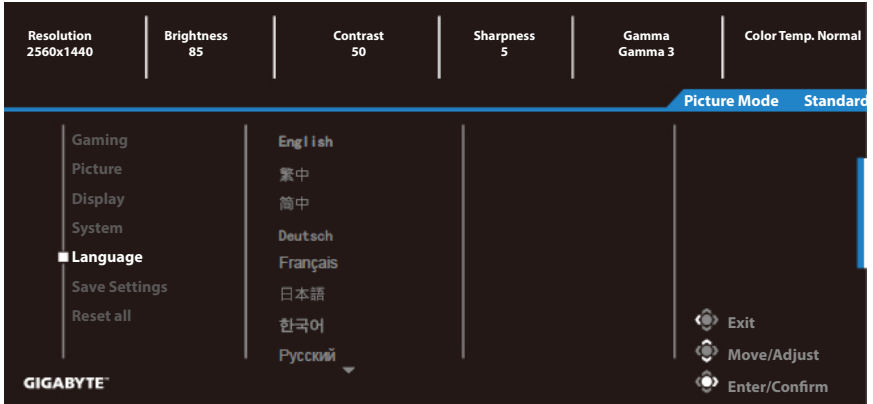 Resolution
2560x1440
Brightness
85
Contrast
50
Sharpness
5
Gamma
Gamma 3
Color Temp. Normal
Picture Mode Standard
Gaming
Picture
Display
System
Language
Save Settings
Reset all
English
繁中
简中
Deutsch
Français
日本語
한국어
Русский
Exit
Move/Adjust
Enter/Confirm
GIGABYTE™